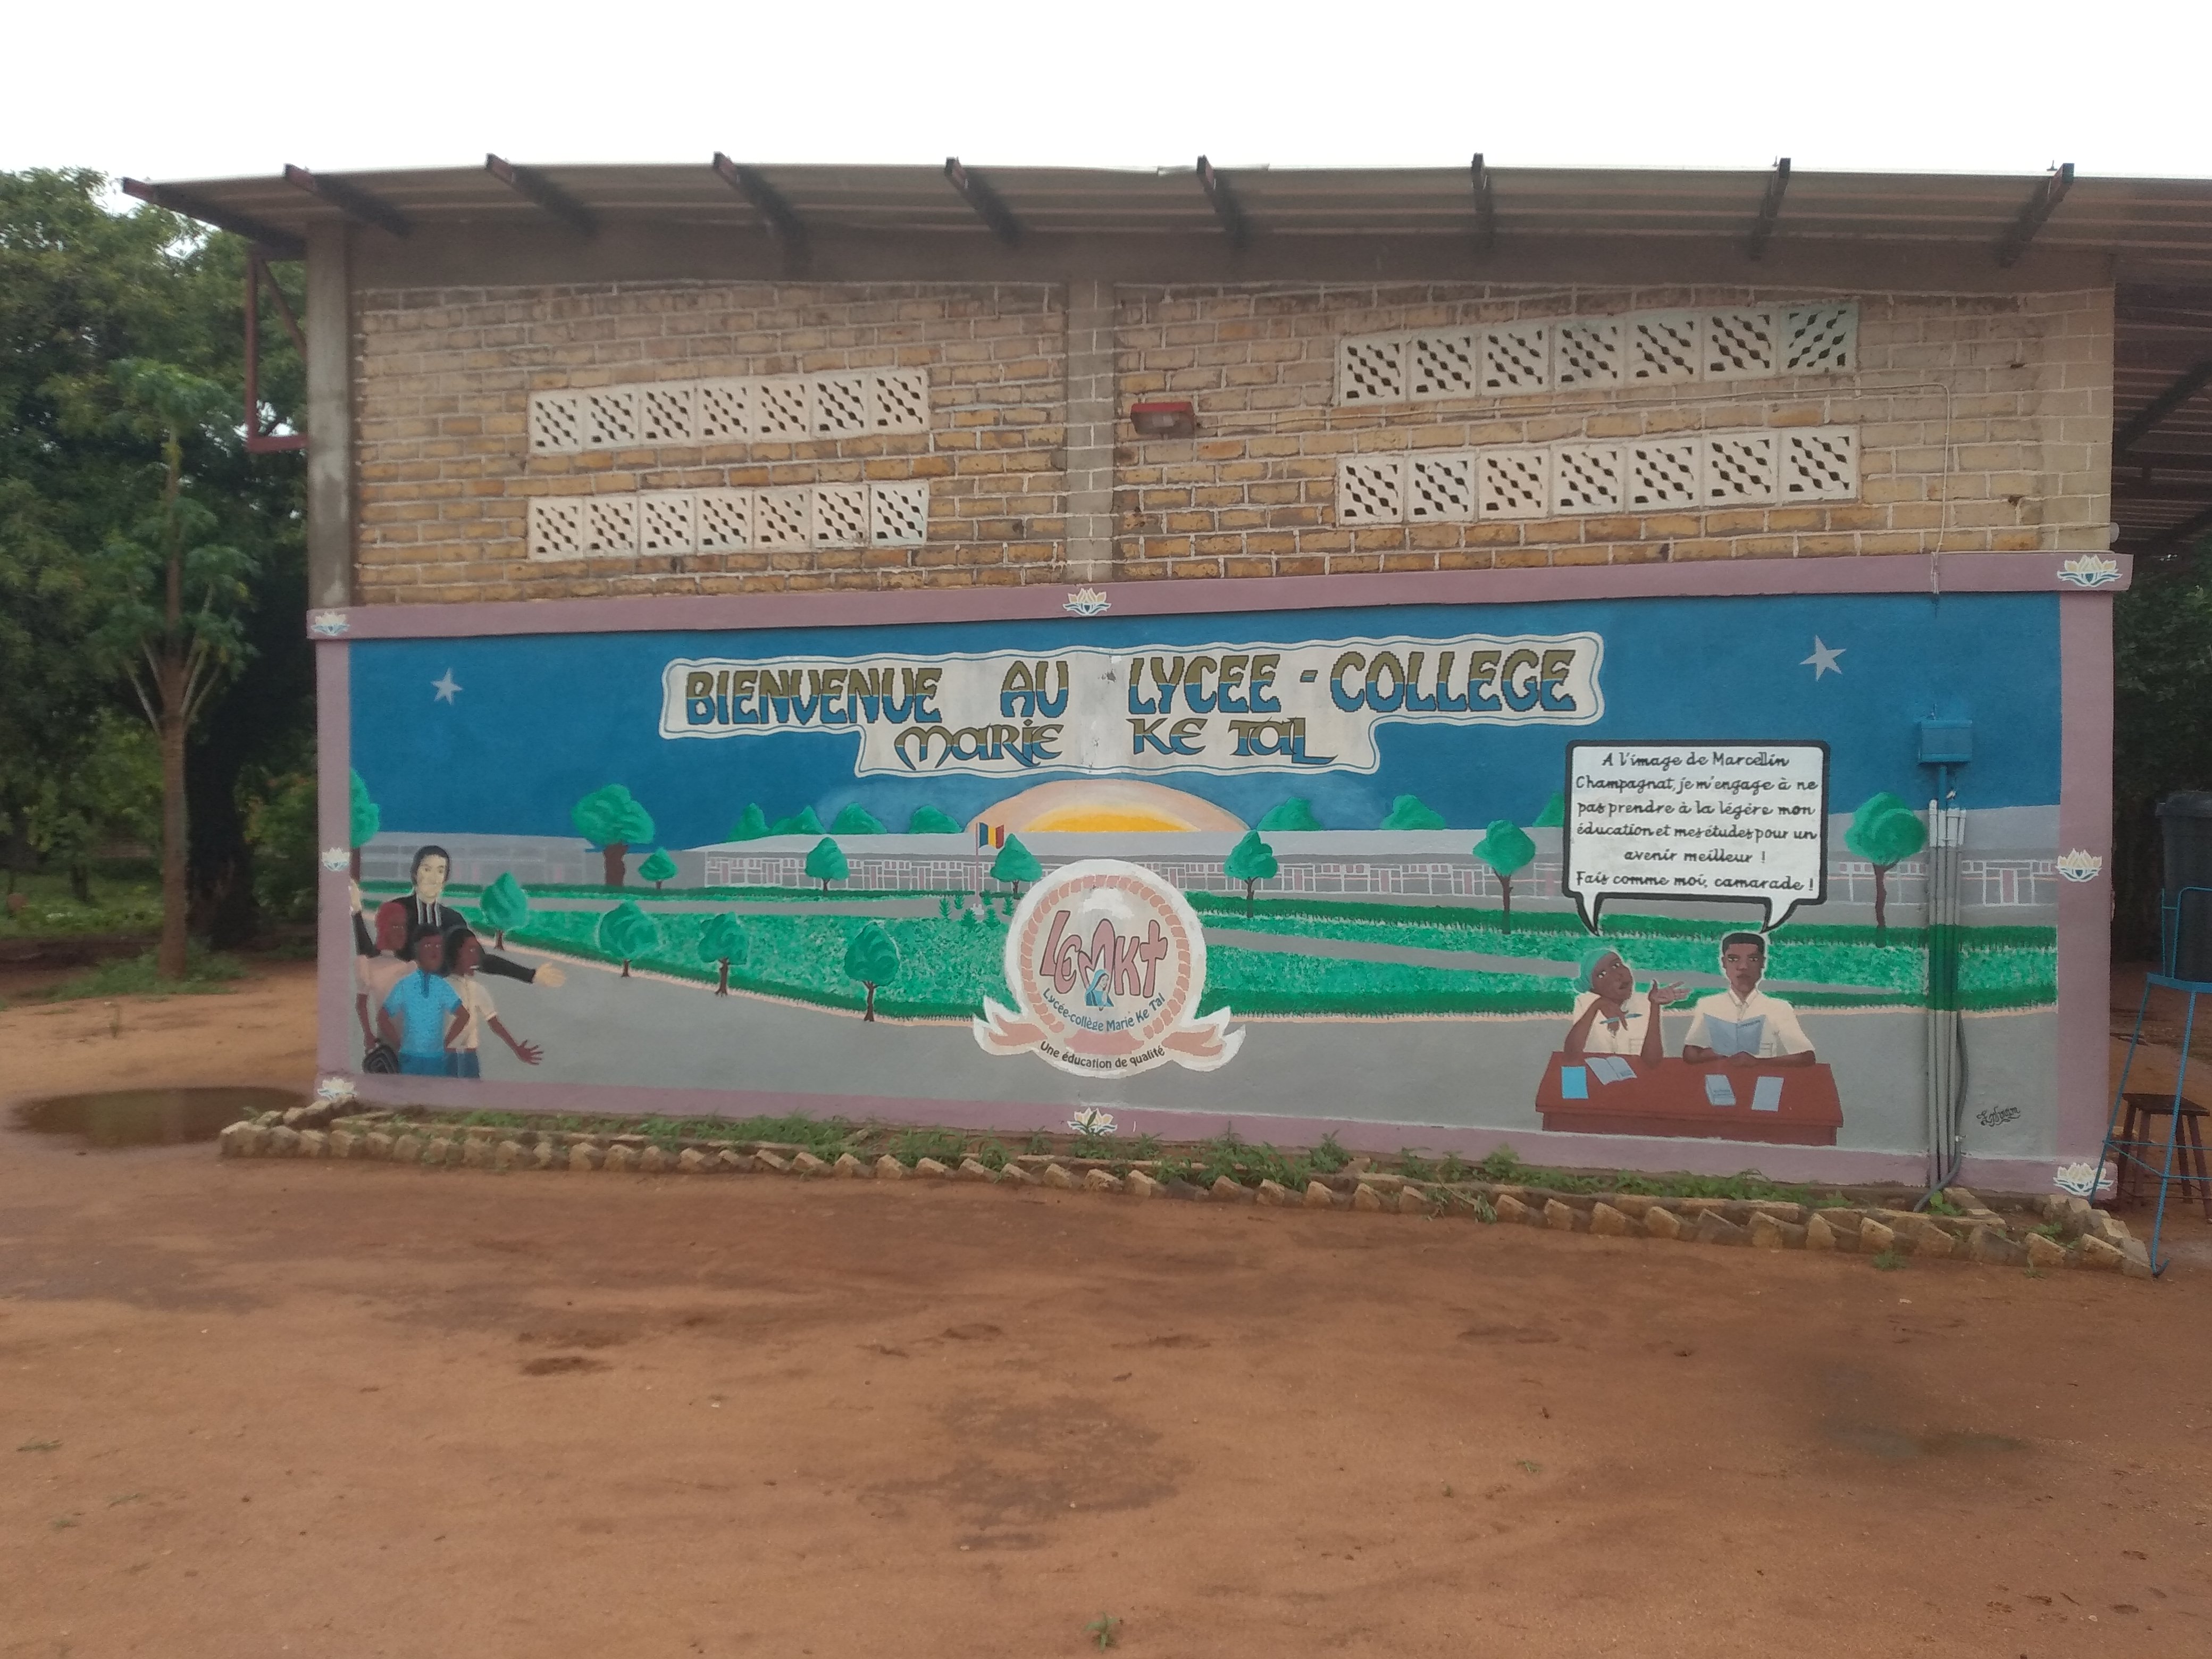 BIENVENUE AU LYCEE - COLLEGE
MARIE KE TAL
A l'image de Marcellin
Champagnat, je m'engage à ne
pas prendre à la légère mon
éducation et mes études pour un
avenir meilleur !
Fais comme moi, camarade !
LEMKT
Lycée-collège Marie Ke Tal
Une éducation de qualité